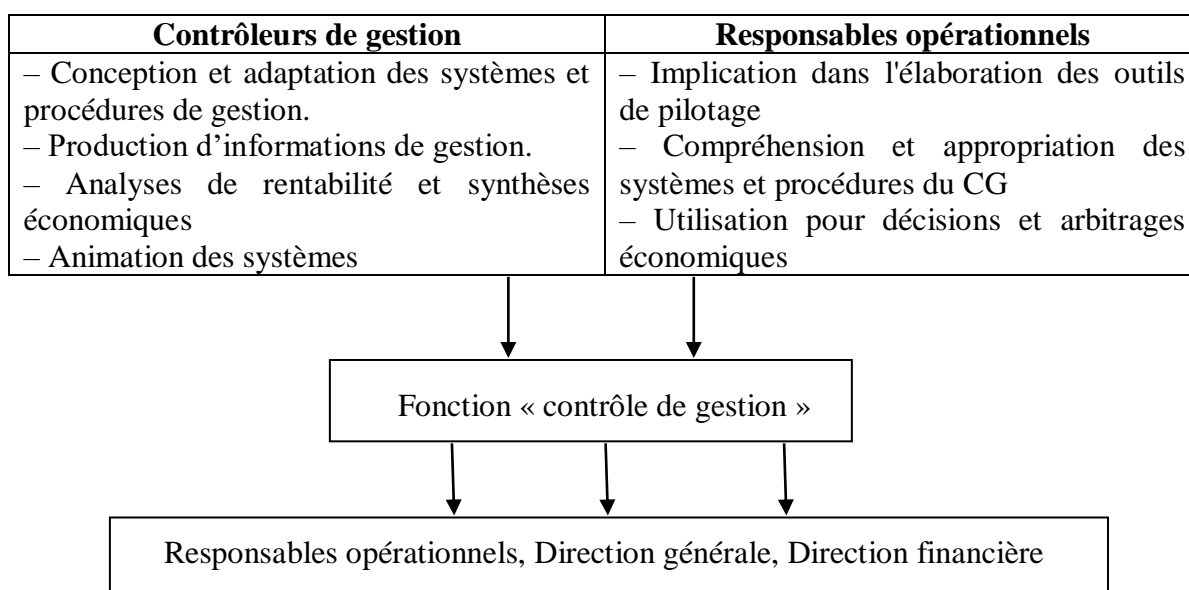 Contrôleurs de gestion
– Conception et adaptation des systèmes et
procédures de gestion.
– Production d’informations de gestion.
– Analyses de rentabilité et synthèses
économiques
– Animation des systèmes
Responsables opérationnels
– Implication dans l'élaboration des outils
de pilotage
– Compréhension et appropriation des
systèmes et procédures du CG
– Utilisation pour décisions et arbitrages
économiques
Fonction « contrôle de gestion »
Responsables opérationnels, Direction générale, Direction financière